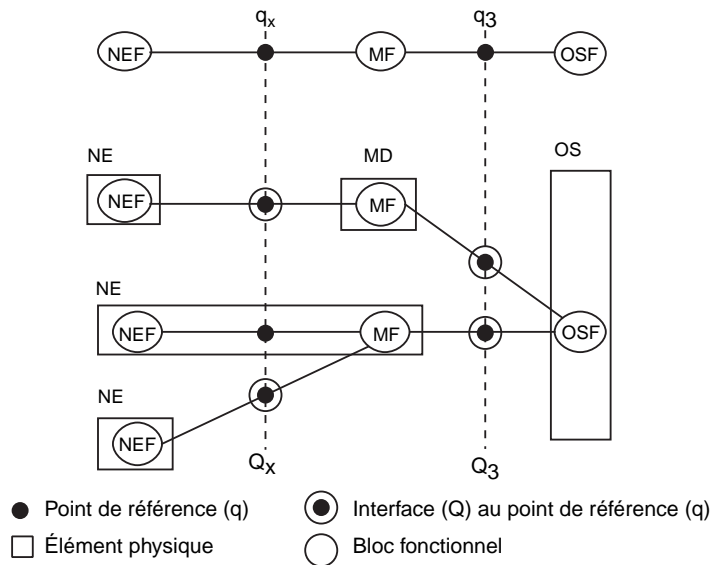 qx q3
NEF MF OSF
NE MD OS
NEF MF
NE
NEF MF OSF
NE
NEF
Qx Q3
Point de référence (q) Interface (Q) au point de référence (q)
Élément physique Bloc fonctionnel